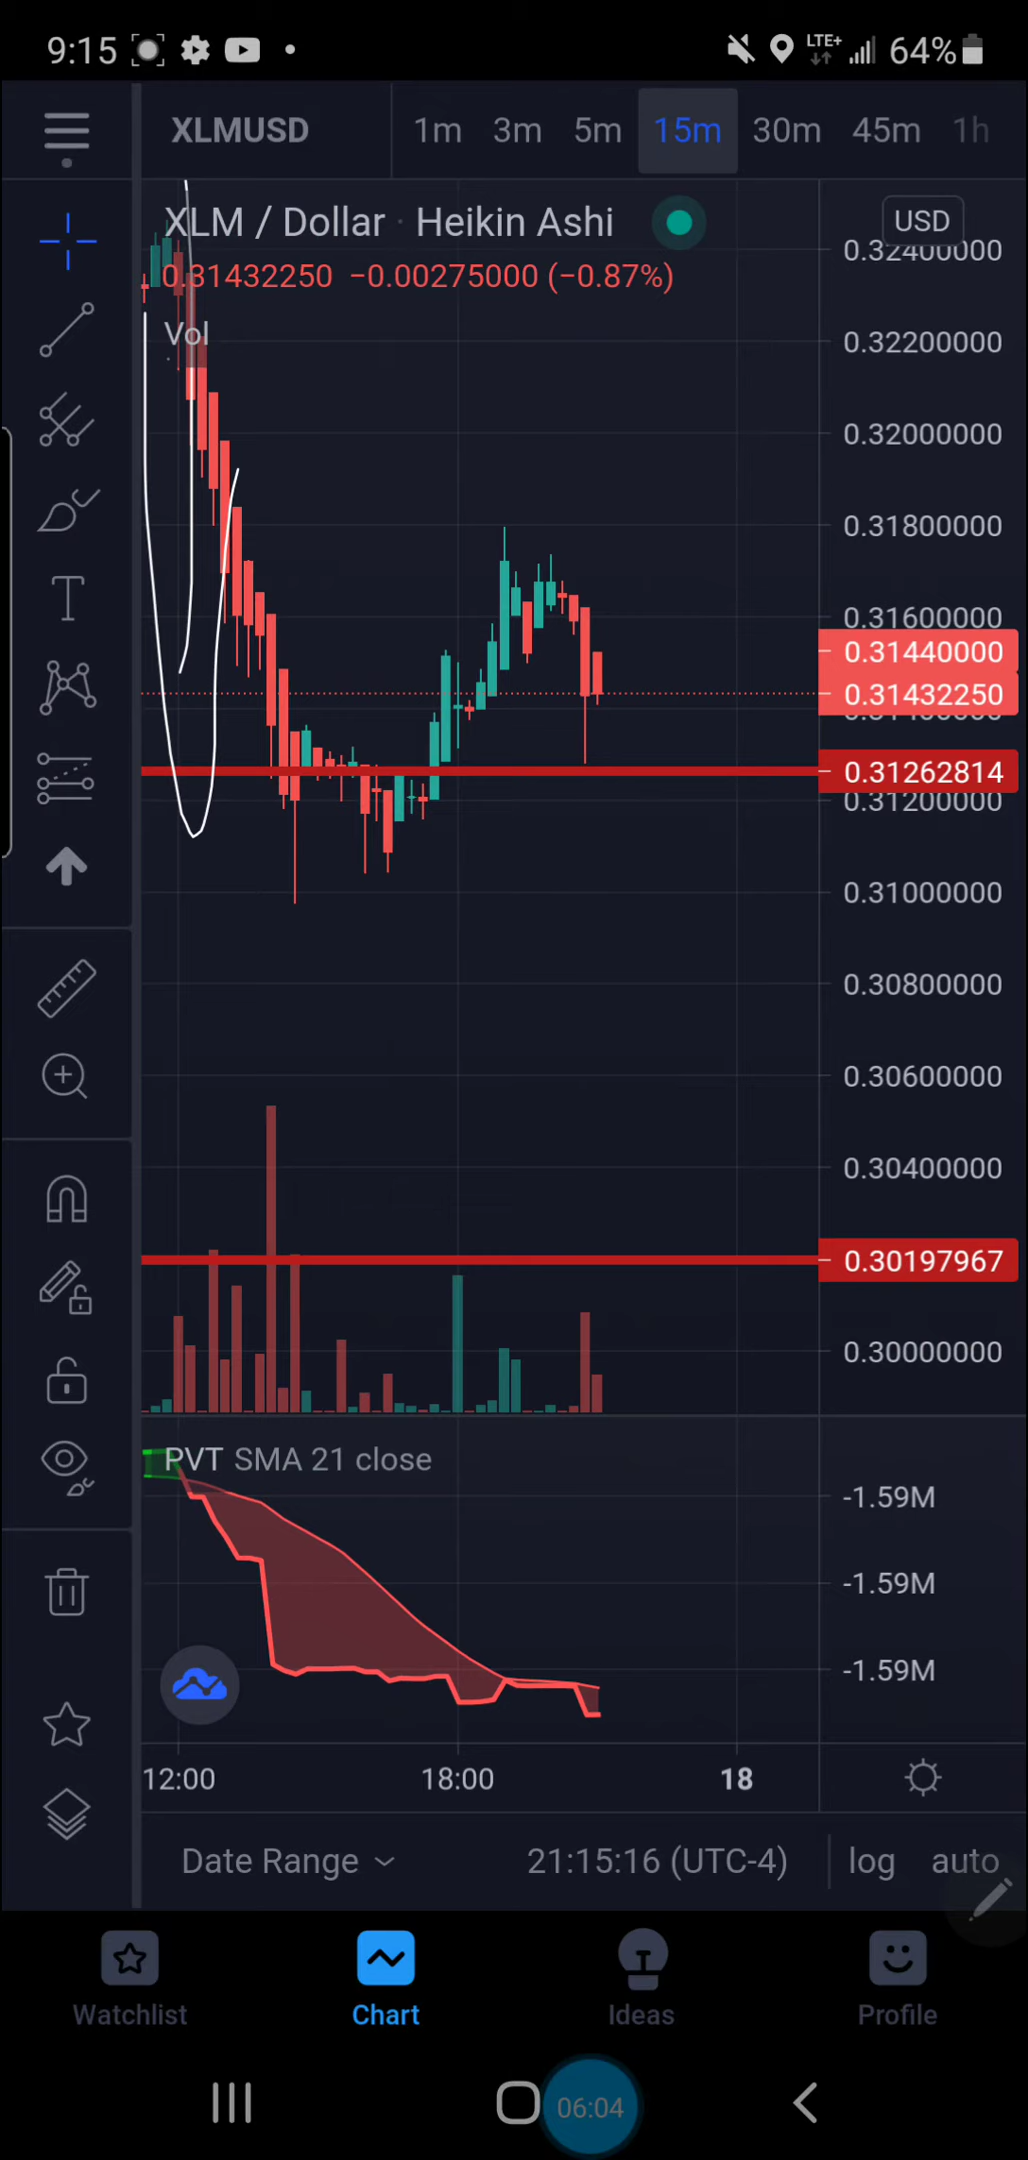 9:15 LTE+ 64%
XLMUSD 1m 3m 5m 15m 30m 45m 1h
XLM / Dollar · Heikin Ashi USD
0.32400000
0.31432250 −0.00275000 (−0.87%)
Vol
0.32200000
0.32000000
0.31800000
0.31600000
0.31440000
0.31432250
0.31400000
0.31262814
0.31200000
0.31000000
0.30800000
0.30600000
0.30400000
0.30197967
0.30000000
PVT SMA 21 close
-1.59M
-1.59M
-1.59M
12:00 18:00 18
Date Range 21:15:16 (UTC-4) log auto
Watchlist Chart Ideas Profile
06:04